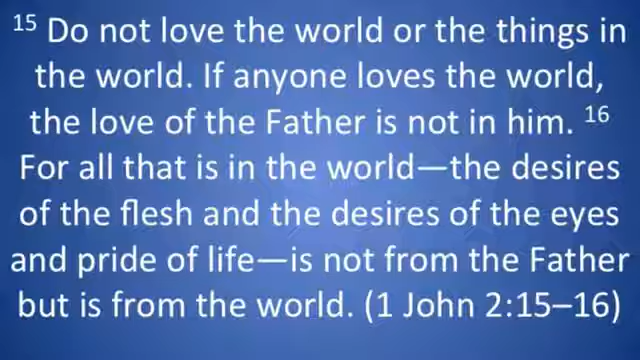 15 Do not love the world or the things in
the world. If anyone loves the world,
the love of the Father is not in him. 16
For all that is in the world—the desires
of the flesh and the desires of the eyes
and pride of life—is not from the Father
but is from the world. (1 John 2:15–16)